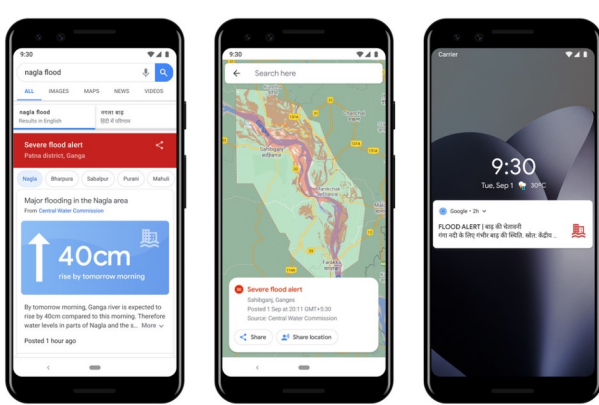 9:30
nagla flood
ALL IMAGES MAPS NEWS VIDEOS
nagla flood
Results in English
नगला बाढ़
हिंदी में परिणाम
Severe flood alert
Patna district, Ganga
Nagla Bharpura Sabalpur Purani Mahuli
Major flooding in the Nagla area
From Central Water Commission
40cm
rise by tomorrow morning
By tomorrow morning, Ganga river is expected to
rise by 40cm compared to this morning. Therefore
water levels in parts of Nagla and the s... More
Posted 1 hour ago
9:30
Search here
Sahibganj
Manikchak
Farakka
Severe flood alert
Sahibganj, Ganges
Posted 1 Sep at 20:11 GMT+5:30
Source: Central Water Commission
Share Share location
Carrier
9:30
Tue, Sep 1 30°C
Google • 2h
FLOOD ALERT | बाढ़ की चेतावनी
गंगा नदी के लिए गंभीर बाढ़ की स्थिति. स्रोत: केंद्रीय ...